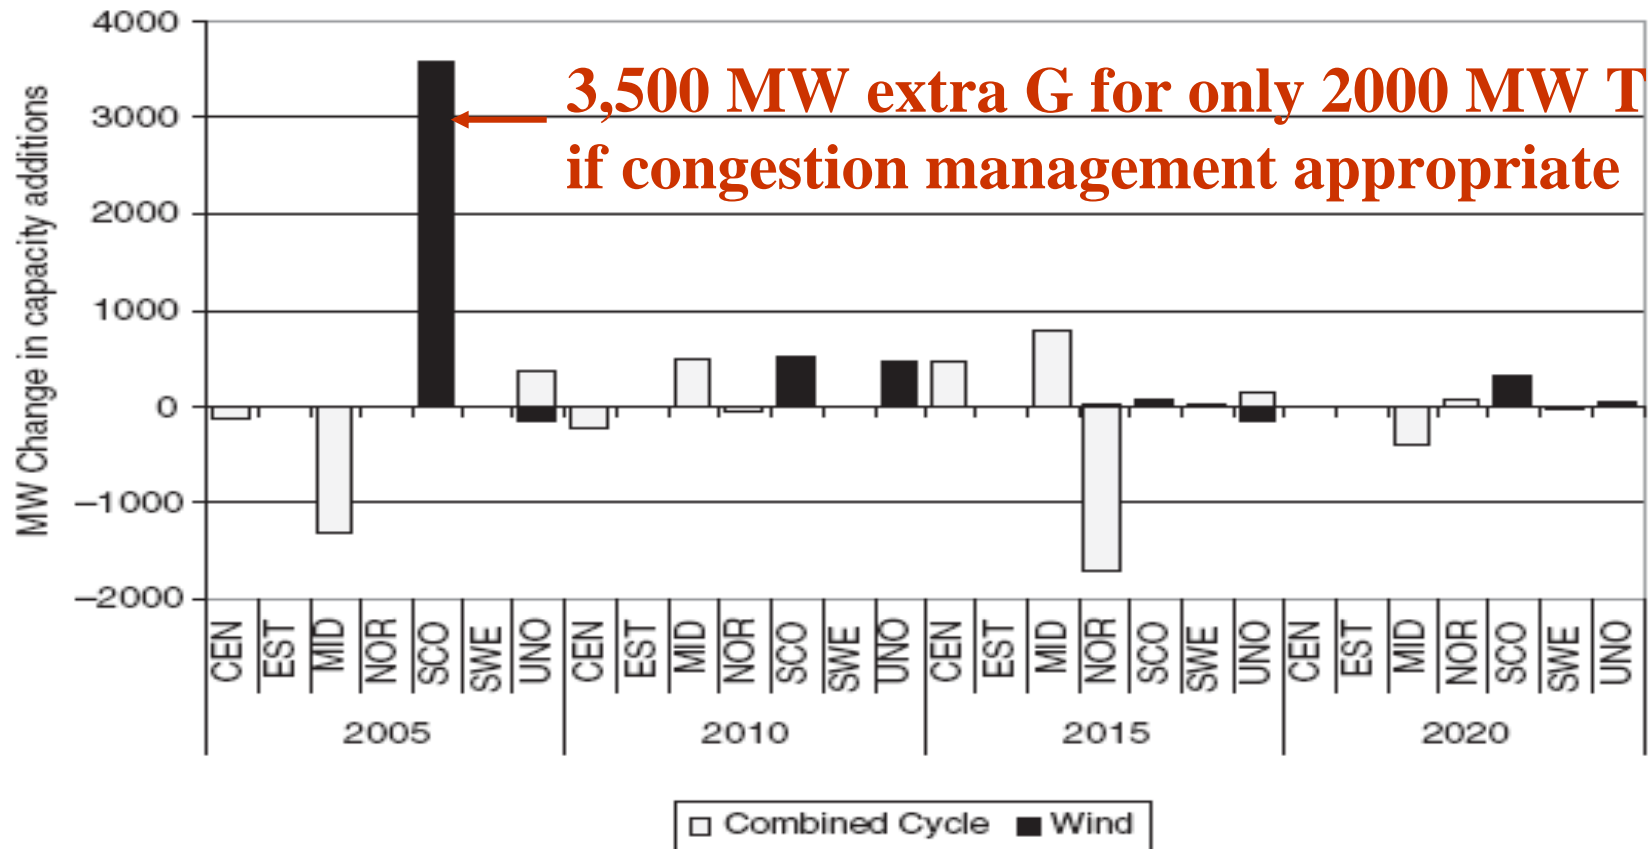 4000
3,500 MW extra G for only 2000 MW T
3000
if congestion management appropriate
2000
1000
0
−1000
−2000
MW Change in capacity additions
CEN EST MID NOR SCO SWE UNO CEN EST MID NOR SCO SWE UNO CEN EST MID NOR SCO SWE UNO CEN EST MID NOR SCO SWE UNO
2005 2010 2015 2020
Combined Cycle Wind